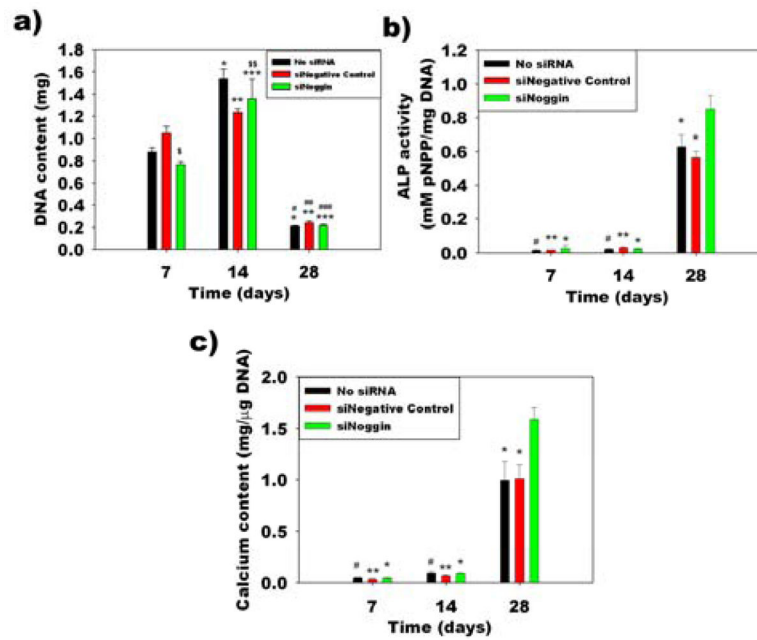 a)
DNA content (mg)
1.8
1.6
1.4
1.2
1.0
0.8
0.6
0.4
0.2
0.0
No siRNA
siNegative Control
siNoggin
$
*
**
$$
***
#
*
##
**
###
***
7 14 28
Time (days)
b)
ALP activity
(mM pNPP/mg DNA)
1.2
1.0
0.8
0.6
0.4
0.2
0.0
No siRNA
siNegative Control
siNoggin
# ** *
# ** *
* *
7 14 28
Time (days)
c)
Calcium content (mg/μg DNA)
2.0
1.5
1.0
0.5
0.0
No siRNA
siNegative Control
siNoggin
# ** *
# ** *
* *
7 14 28
Time (days)